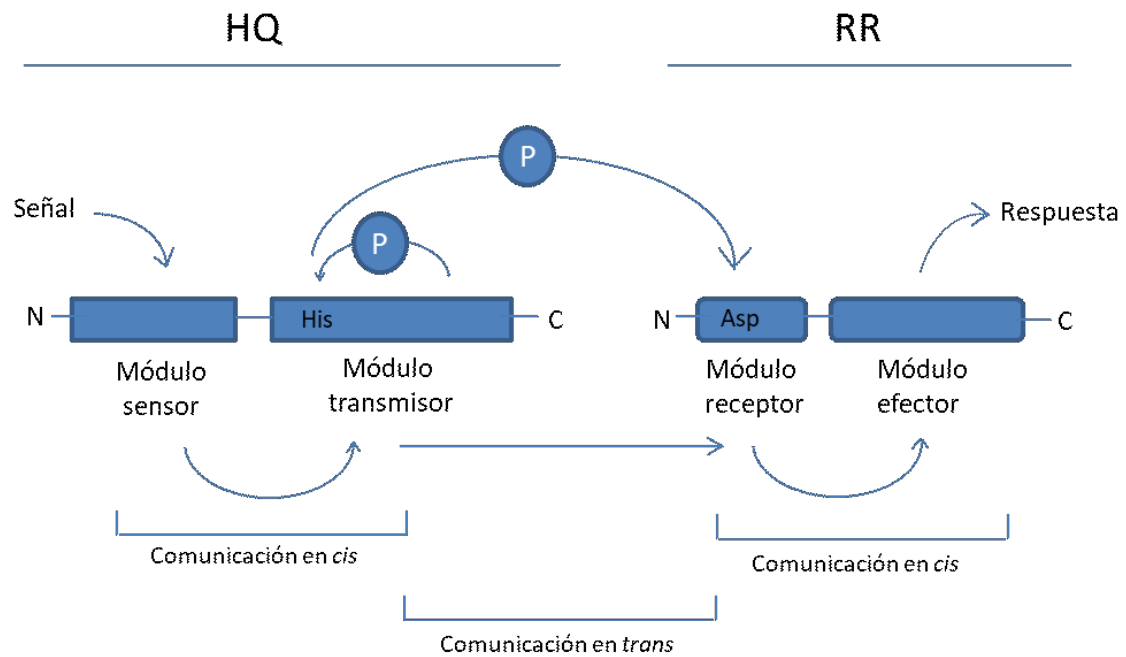 HQ
RR
P
Señal
P
Respuesta
N
His
C
N
Asp
C
Módulo
sensor
Módulo
transmisor
Módulo
receptor
Módulo
efector
Comunicación en cis
Comunicación en cis
Comunicación en trans